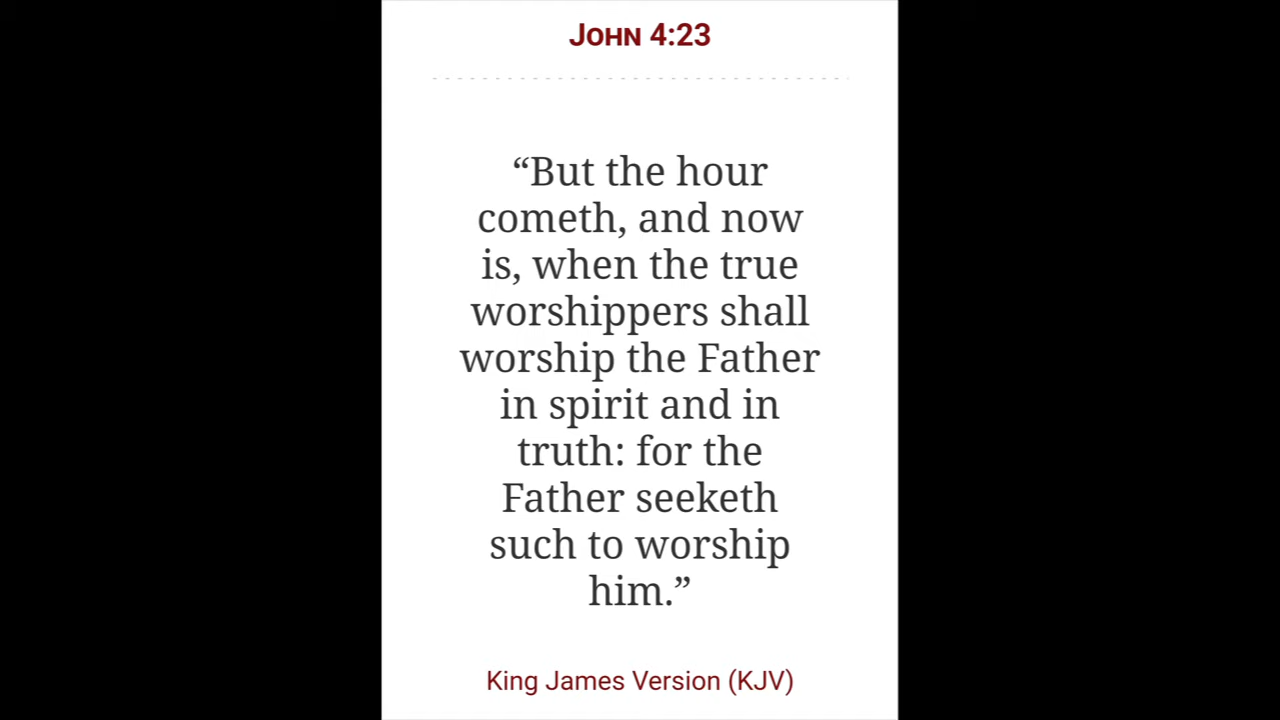 John 4:23
“But the hour
cometh, and now
is, when the true
worshippers shall
worship the Father
in spirit and in
truth: for the
Father seeketh
such to worship
him.”
King James Version (KJV)